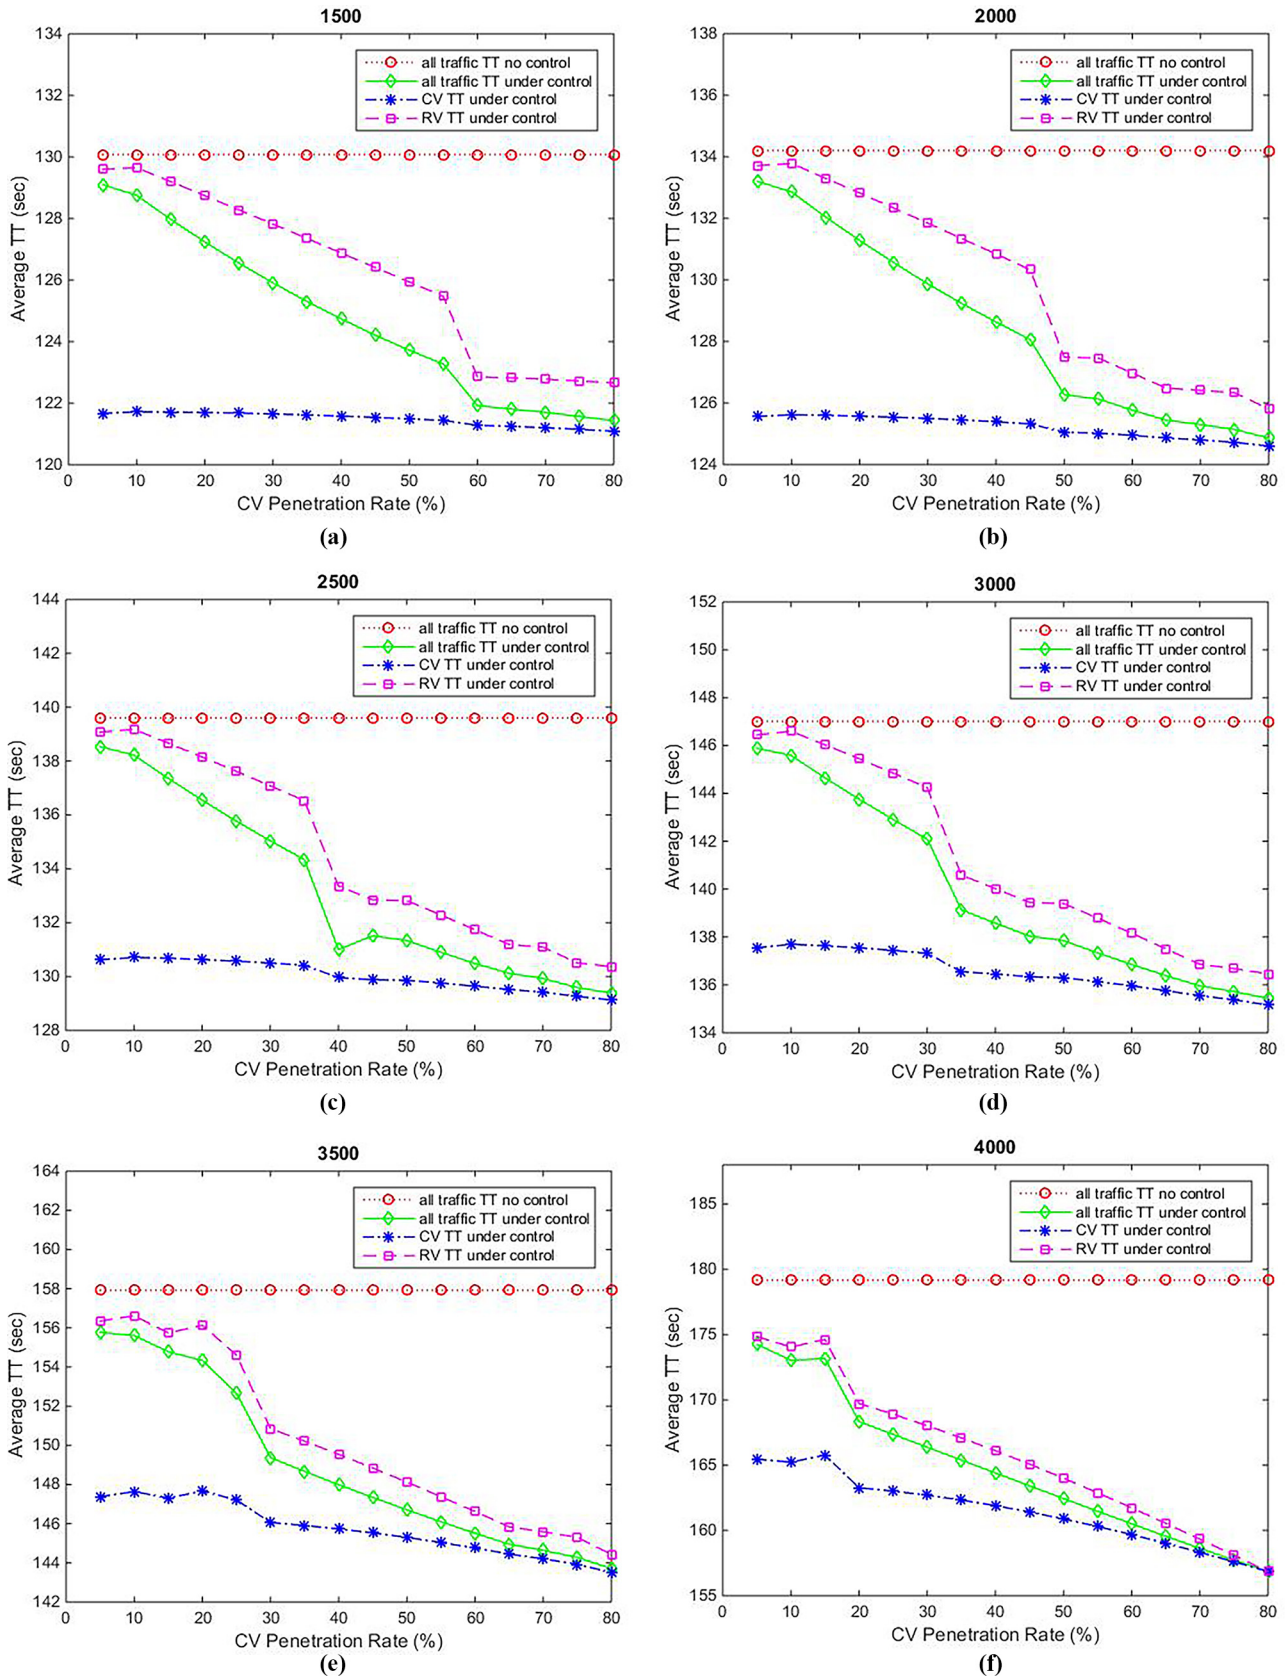 1500
134
132
130
128
126
124
122
120
Average TT (sec)
all traffic TT no control
all traffic TT under control
CV TT under control
RV TT under control
0 10 20 30 40 50 60 70 80
CV Penetration Rate (%)
(a)
2000
138
136
134
132
130
128
126
124
Average TT (sec)
all traffic TT no control
all traffic TT under control
CV TT under control
RV TT under control
0 10 20 30 40 50 60 70 80
CV Penetration Rate (%)
(b)
2500
144
142
140
138
136
134
132
130
128
Average TT (sec)
all traffic TT no control
all traffic TT under control
CV TT under control
RV TT under control
0 10 20 30 40 50 60 70 80
CV Penetration Rate (%)
(c)
3000
152
150
148
146
144
142
140
138
136
134
Average TT (sec)
all traffic TT no control
all traffic TT under control
CV TT under control
RV TT under control
0 10 20 30 40 50 60 70 80
CV Penetration Rate (%)
(d)
3500
164
162
160
158
156
154
152
150
148
146
144
142
Average TT (sec)
all traffic TT no control
all traffic TT under control
CV TT under control
RV TT under control
0 10 20 30 40 50 60 70 80
CV Penetration Rate (%)
(e)
4000
185
180
175
170
165
160
155
Average TT (sec)
all traffic TT no control
all traffic TT under control
CV TT under control
RV TT under control
0 10 20 30 40 50 60 70 80
CV Penetration Rate (%)
(f)